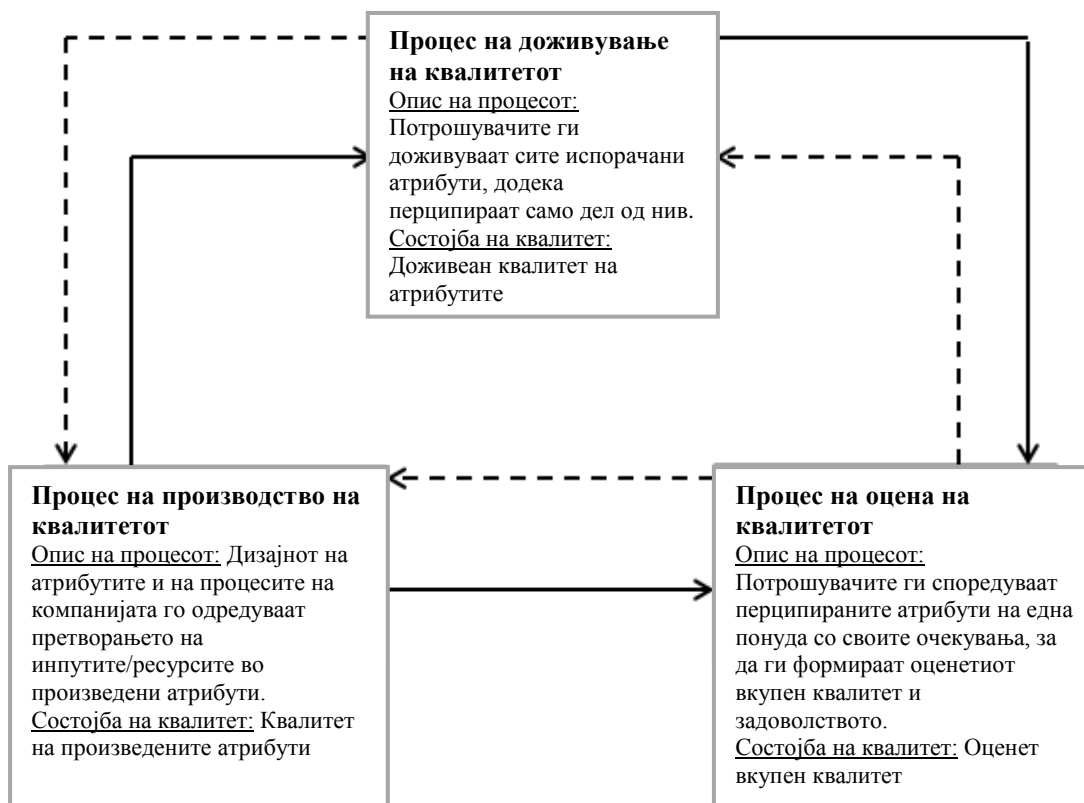 Процес на доживување
на квалитетот
Опис на процесот:
Потрошувачите ги
доживуваат сите испорачани
атрибути, додека
перципираат само дел од нив.
Состојба на квалитет:
Доживеан квалитет на
атрибутите
Процес на производство на
квалитетот
Опис на процесот: Дизајнот на
атрибутите и на процесите на
компанијата го одредуваат
претворањето на
инпутите/ресурсите во
произведени атрибути.
Состојба на квалитет: Квалитет
на произведените атрибути
Процес на оцена на
квалитетот
Опис на процесот:
Потрошувачите ги споредуваат
перципираните атрибути на една
понуда со своите очекувања, за
да ги формираат оценетиот
вкупен квалитет и
задоволството.
Состојба на квалитет: Оценет
вкупен квалитет